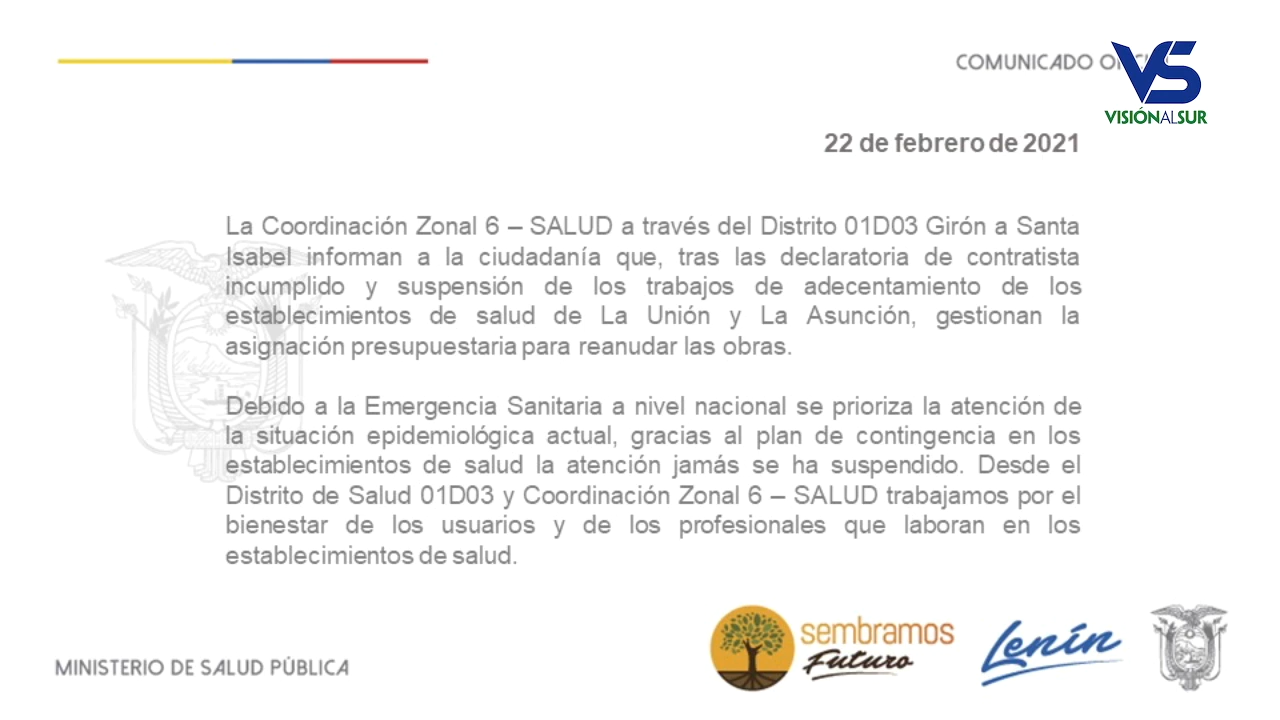 COMUNICADO
VS
VISIÓNALSUR
22 de febrero de 2021
La Coordinación Zonal 6 – SALUD a través del Distrito 01D03 Girón a Santa
Isabel informan a la ciudadanía que, tras las declaratoria de contratista
incumplido y suspensión de los trabajos de adecentamiento de los
establecimientos de salud de La Unión y La Asunción, gestionan la
asignación presupuestaria para reanudar las obras.
Debido a la Emergencia Sanitaria a nivel nacional se prioriza la atención de
la situación epidemiológica actual, gracias al plan de contingencia en los
establecimientos de salud la atención jamás se ha suspendido. Desde el
Distrito de Salud 01D03 y Coordinación Zonal 6 – SALUD trabajamos por el
bienestar de los usuarios y de los profesionales que laboran en los
establecimientos de salud.
sembramos
Futuro
Lenín
MINISTERIO DE SALUD PÚBLICA